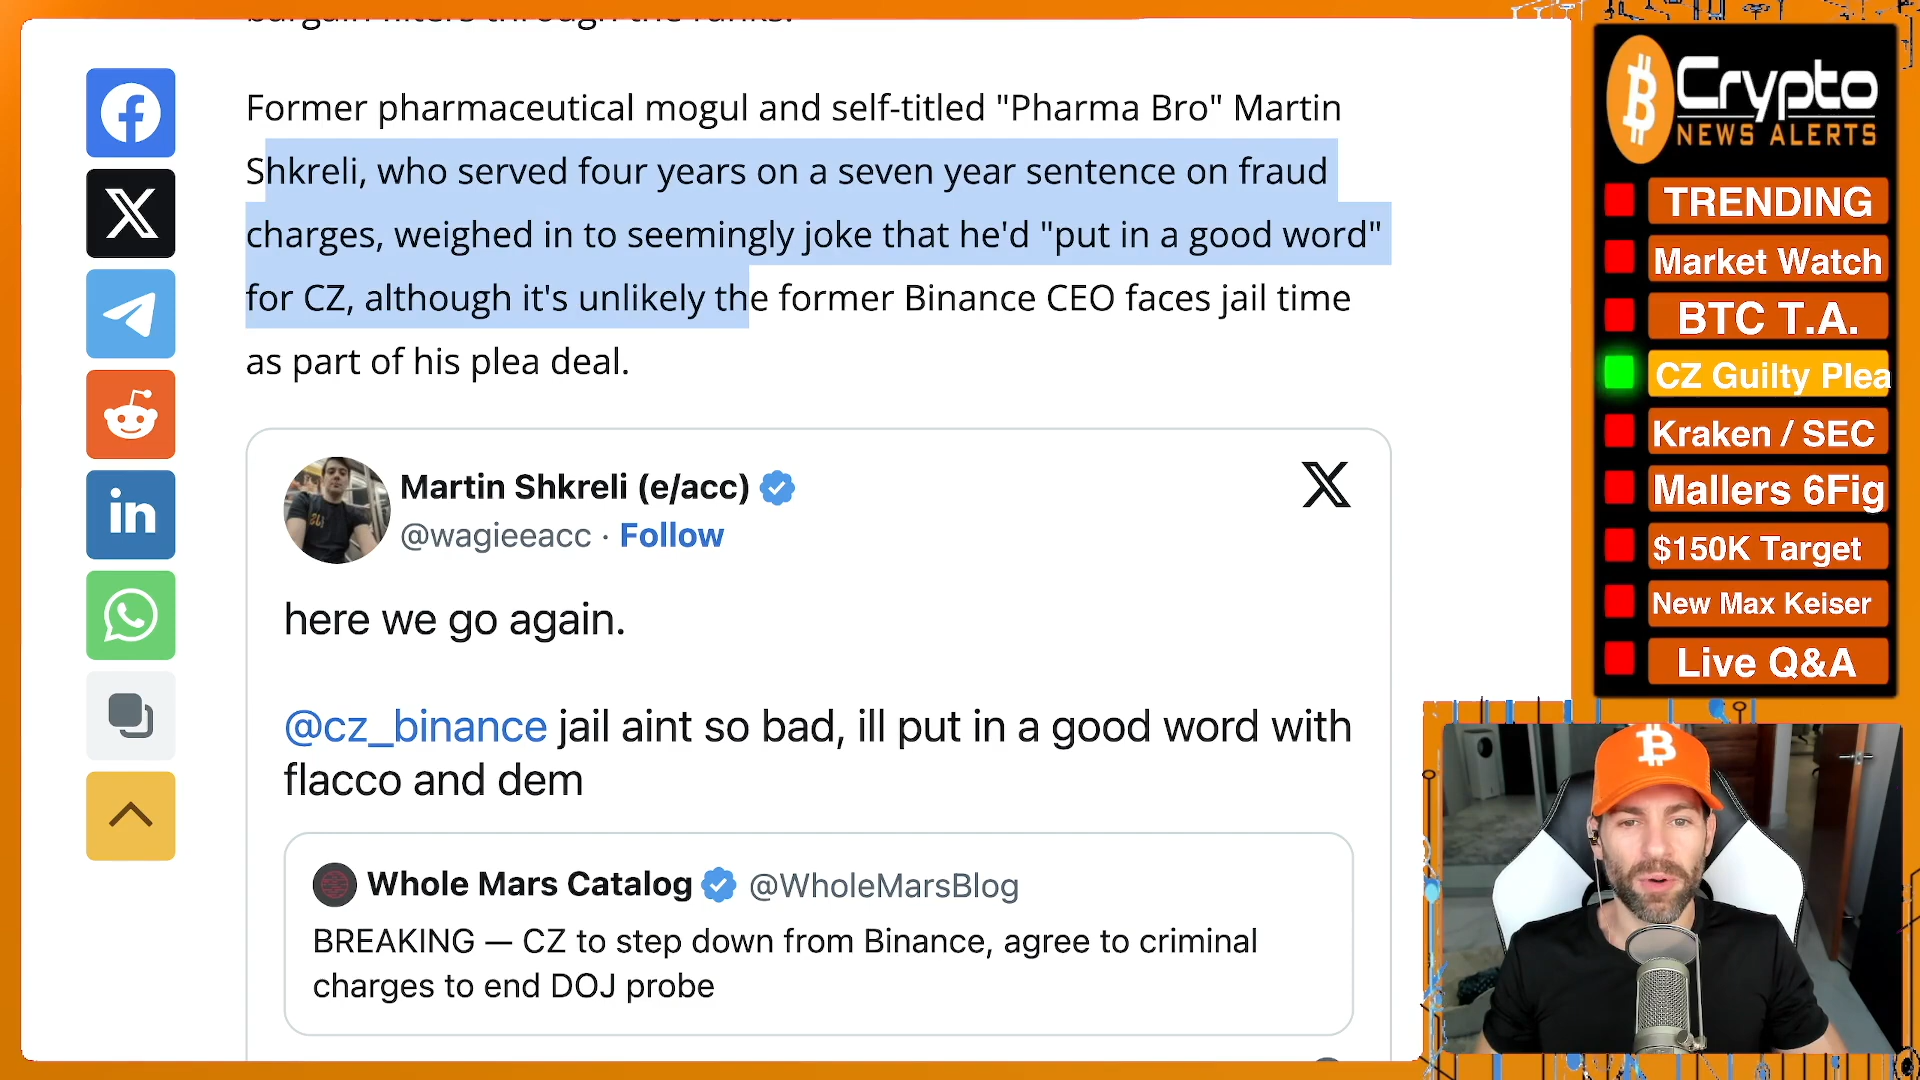 bargain filters through the ranks.
Former pharmaceutical mogul and self-titled "Pharma Bro" Martin
Shkreli, who served four years on a seven year sentence on fraud
charges, weighed in to seemingly joke that he'd "put in a good word"
for CZ, although it's unlikely the former Binance CEO faces jail time
as part of his plea deal.
Martin Shkreli (e/acc)
@wagieeacc · Follow
here we go again.
@cz_binance jail aint so bad, ill put in a good word with
flacco and dem
Whole Mars Catalog @WholeMarsBlog
BREAKING — CZ to step down from Binance, agree to criminal
charges to end DOJ probe
Crypto
NEWS ALERTS
TRENDING
Market Watch
BTC T.A.
CZ Guilty Plea
Kraken / SEC
Mallers 6Fig
$150K Target
New Max Keiser
Live Q&A